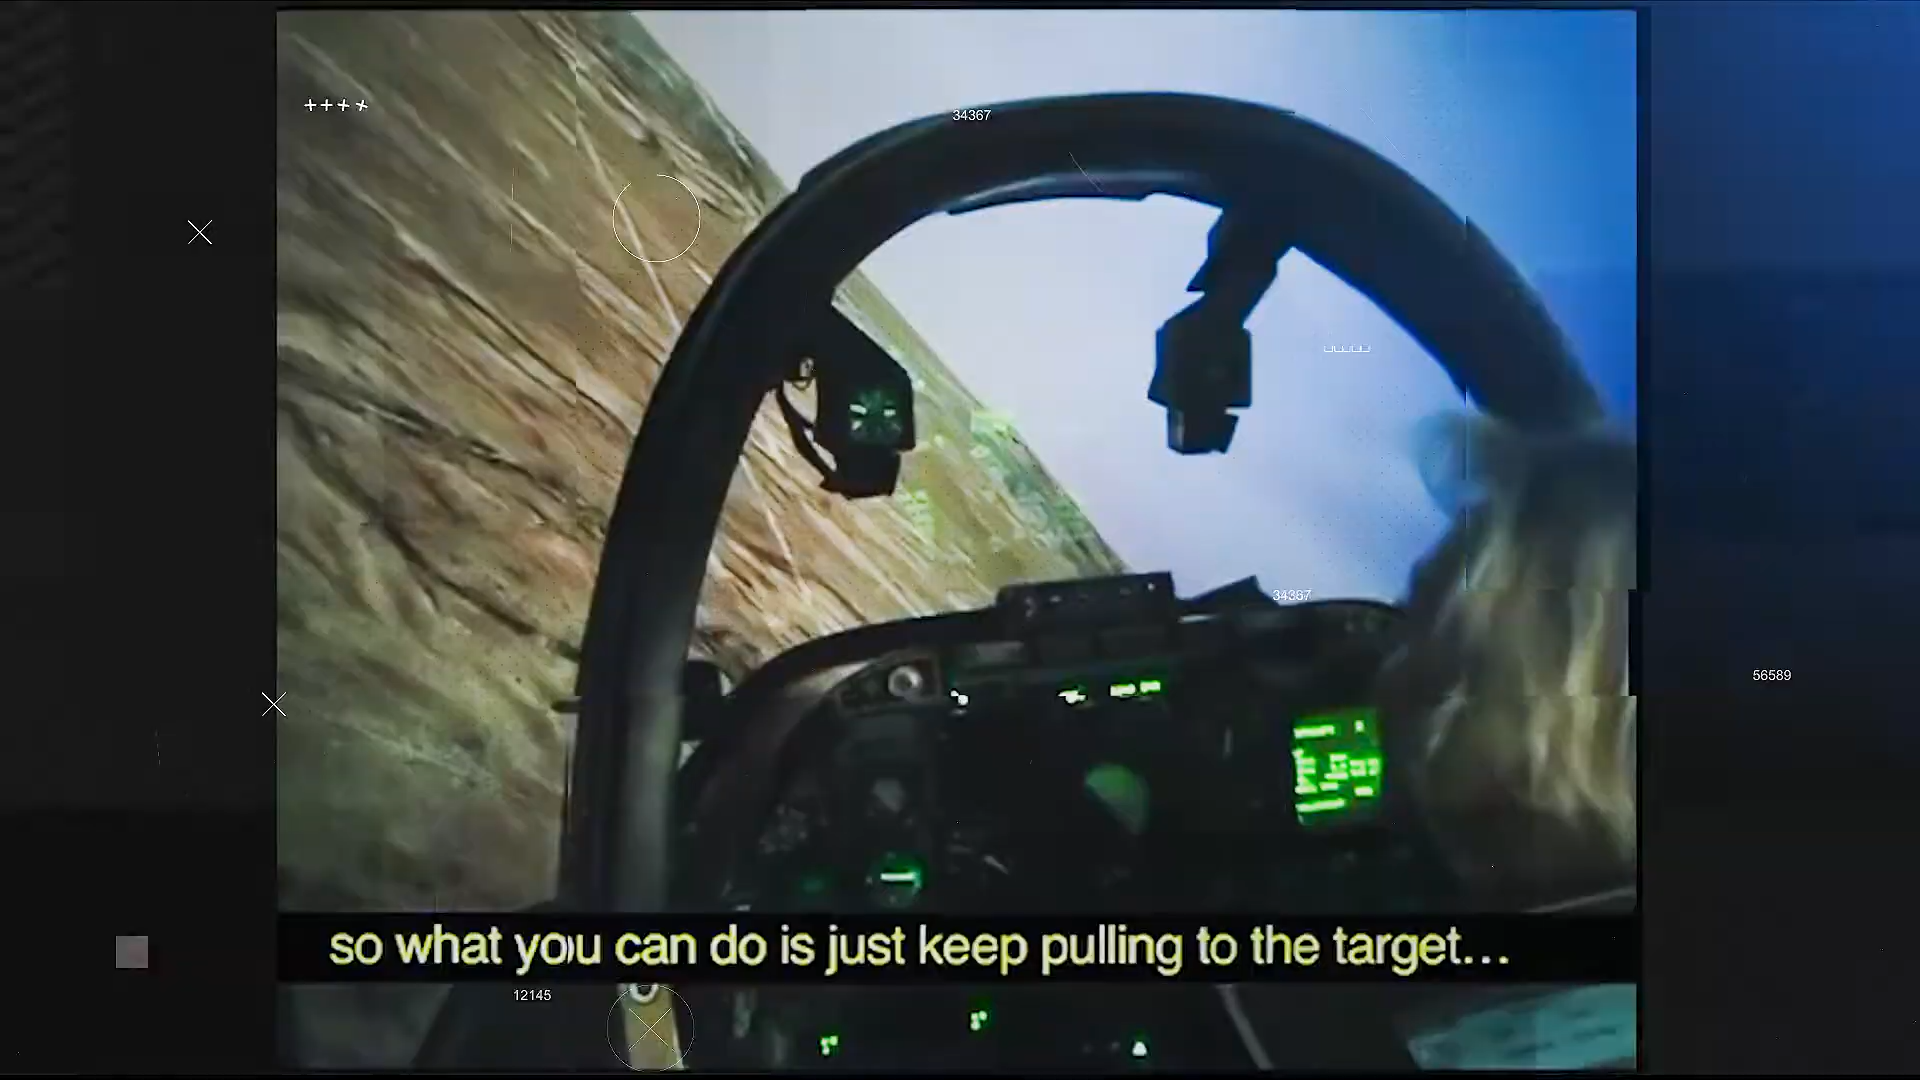 34367
34367
56589
so what you can do is just keep pulling to the target...
12145